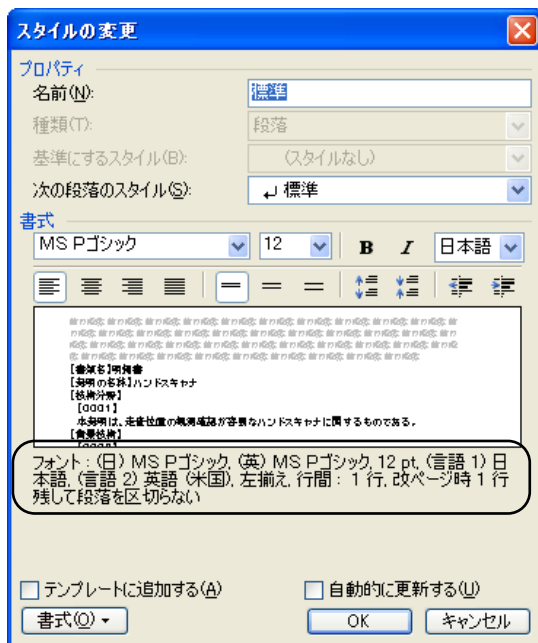 スタイルの変更
プロパティ
名前(N): 標準
種類(T): 段落
基準にするスタイル(B): (スタイルなし)
次の段落のスタイル(S): ↵ 標準
書式
MS Pゴシック 12 B I 日本語
【書類名】明細書
【発明の名称】ハンドスキャナ
【技術分野】
【0001】
本発明は、走査位置の視認確認が容易なハンドスキャナに関するものである。
【背景技術】
フォント : (日) MS Pゴシック, (英) MS Pゴシック, 12 pt, (言語 1) 日
本語, (言語 2) 英語 (米国), 左揃え, 行間 : 1 行, 改ページ時 1 行
残して段落を区切らない
テンプレートに追加する(A) 自動的に更新する(U)
書式(O) OK キャンセル